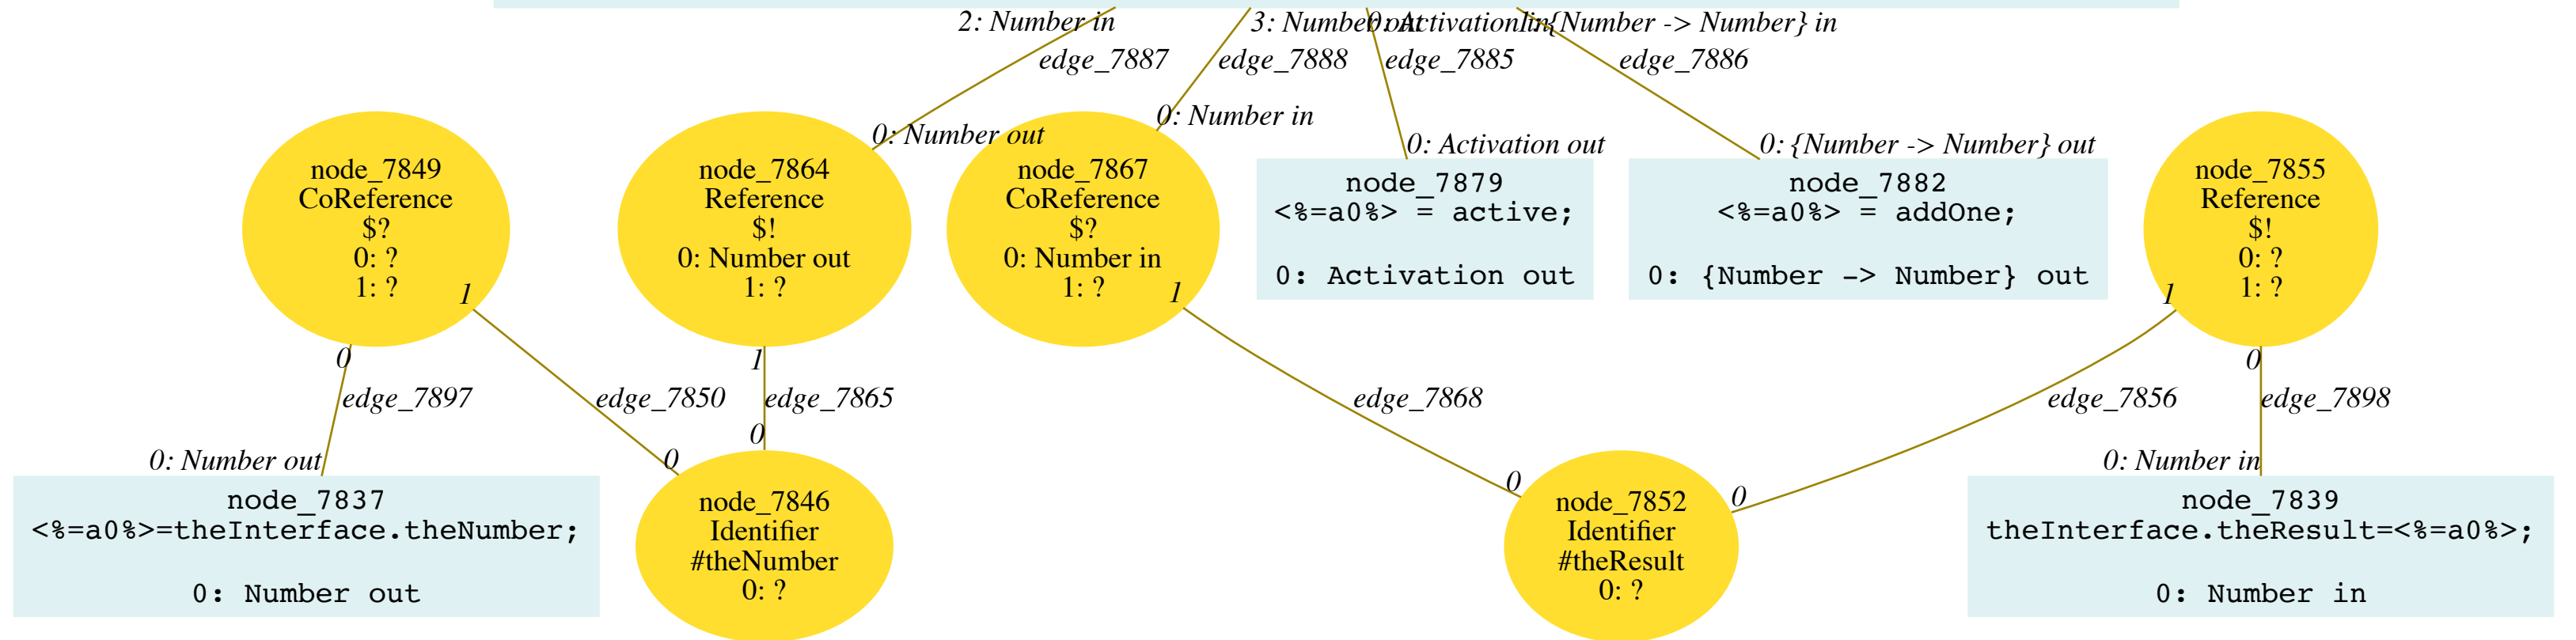 2: Number in
3: Number out
0: Activation in
1: {Number -> Number} in
edge_7887
edge_7888
edge_7885
edge_7886
0: Number out
0: Number in
0: Activation out
0: {Number -> Number} out
node_7849
CoReference
$?
0: ?
1: ?
1
node_7864
Reference
$!
0: Number out
1: ?
node_7867
CoReference
$?
0: Number in
1: ?
1
node_7879
<%=a0%> = active;
0: Activation out
node_7882
<%=a0%> = addOne;
0: {Number -> Number} out
node_7855
Reference
$!
0: ?
1: ?
1
0
1
0
edge_7897
edge_7850
edge_7865
edge_7868
edge_7856
edge_7898
0: Number out
0
0
0
0
0: Number in
node_7837
<%=a0%>=theInterface.theNumber;
0: Number out
node_7846
Identifier
#theNumber
0: ?
node_7852
Identifier
#theResult
0: ?
node_7839
theInterface.theResult=<%=a0%>;
0: Number in